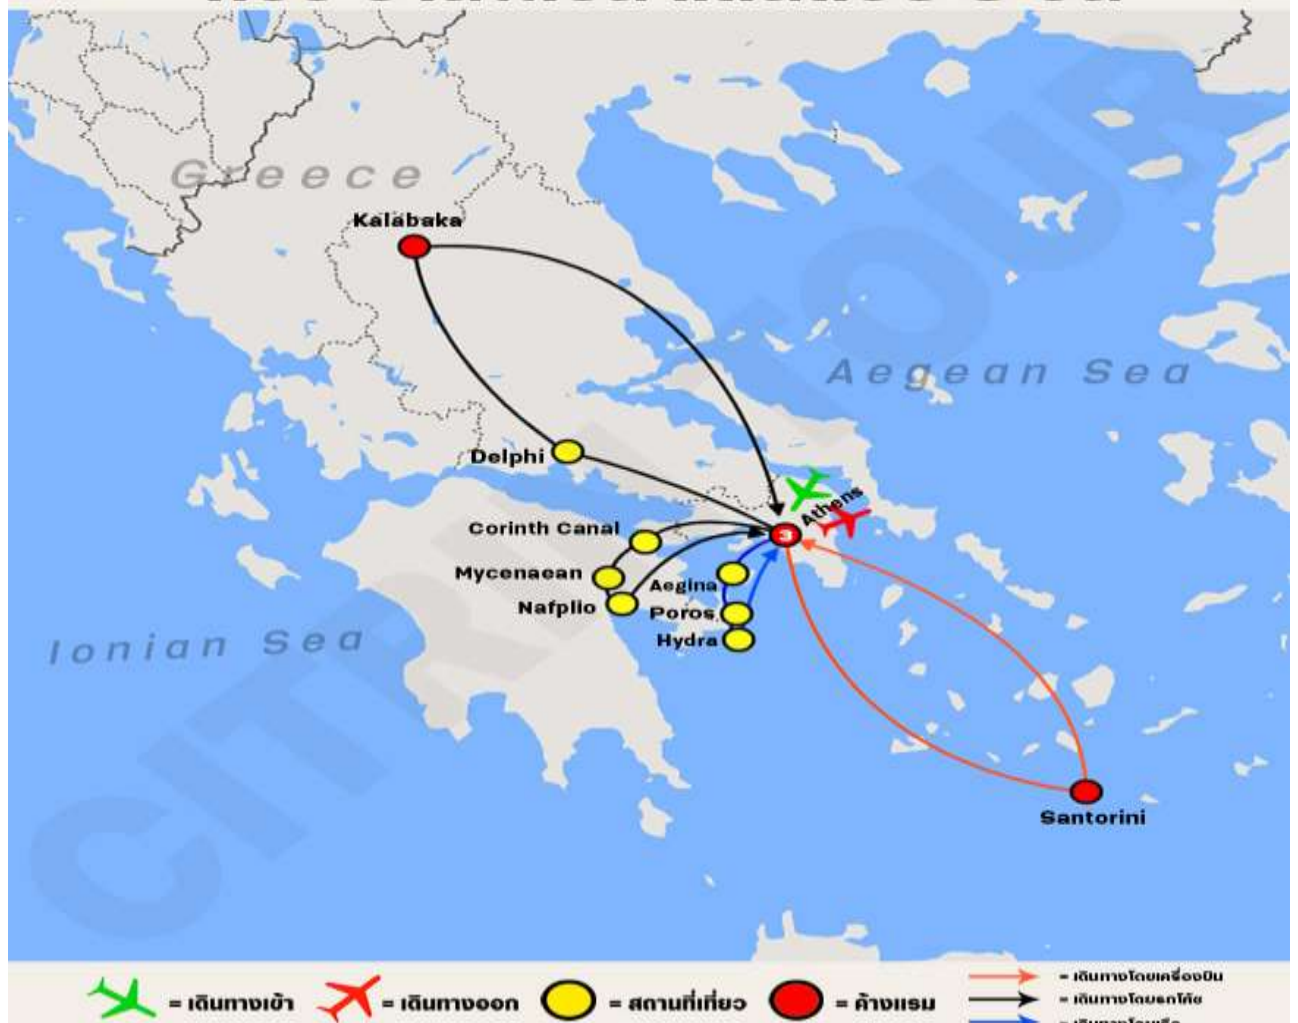 Greece
Kalabaka
Aegean Sea
Delphi
Athens
Corinth Canal
3
Mycenaean
Aegina
Nafplio
Poros
Hydra
Ionian Sea
Santorini
CITRUS TOUR
= เดินทางเข้า = เดินทางออก = สถานที่เที่ยว = ค้างแรม
= เดินทางโดยเครื่องบิน
= เดินทางโดยรถโค้ช